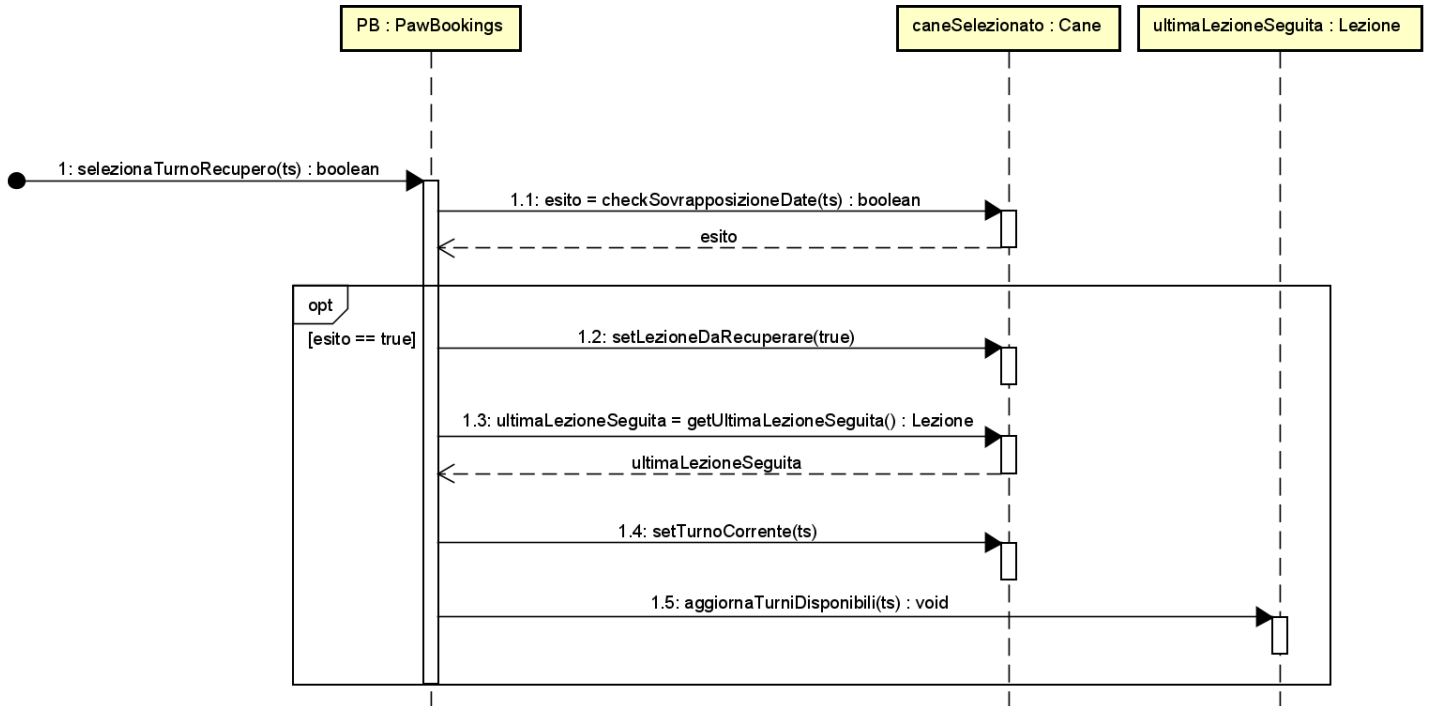 PB : PawBookings
caneSelezionato : Cane
ultimaLezioneSeguita : Lezione
1: selezionaTurnoRecupero(ts) : boolean
1.1: esito = checkSovrapposizioneDate(ts) : boolean
esito
opt
[esito == true]
1.2: setLezioneDaRecuperare(true)
1.3: ultimaLezioneSeguita = getUltimaLezioneSeguita() : Lezione
ultimaLezioneSeguita
1.4: setTurnoCorrente(ts)
1.5: aggiornaTurniDisponibili(ts) : void